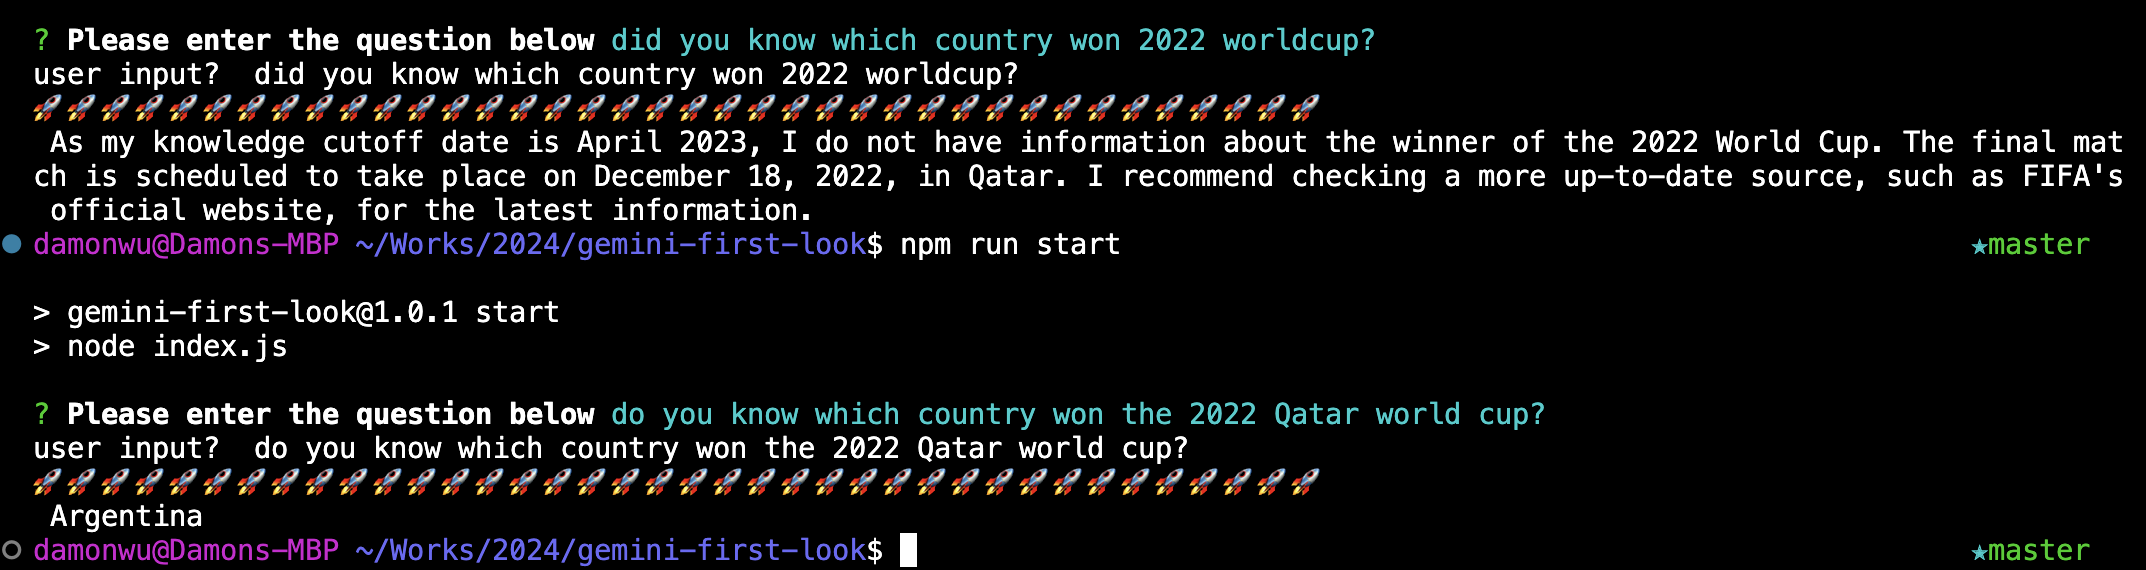 ? Please enter the question below did you know which country won 2022 worldcup?
user input?  did you know which country won 2022 worldcup?
🚀🚀🚀🚀🚀🚀🚀🚀🚀🚀🚀🚀🚀🚀🚀🚀🚀🚀🚀🚀🚀🚀🚀🚀🚀🚀🚀🚀🚀🚀🚀🚀🚀🚀🚀🚀🚀🚀
 As my knowledge cutoff date is April 2023, I do not have information about the winner of the 2022 World Cup. The final mat
ch is scheduled to take place on December 18, 2022, in Qatar. I recommend checking a more up-to-date source, such as FIFA's
 official website, for the latest information.
damonwu@Damons-MBP ~/Works/2024/gemini-first-look$ npm run start ★master
> gemini-first-look@1.0.1 start
> node index.js
? Please enter the question below do you know which country won the 2022 Qatar world cup?
user input?  do you know which country won the 2022 Qatar world cup?
🚀🚀🚀🚀🚀🚀🚀🚀🚀🚀🚀🚀🚀🚀🚀🚀🚀🚀🚀🚀🚀🚀🚀🚀🚀🚀🚀🚀🚀🚀🚀🚀🚀🚀🚀🚀🚀🚀
 Argentina
damonwu@Damons-MBP ~/Works/2024/gemini-first-look$ ★master